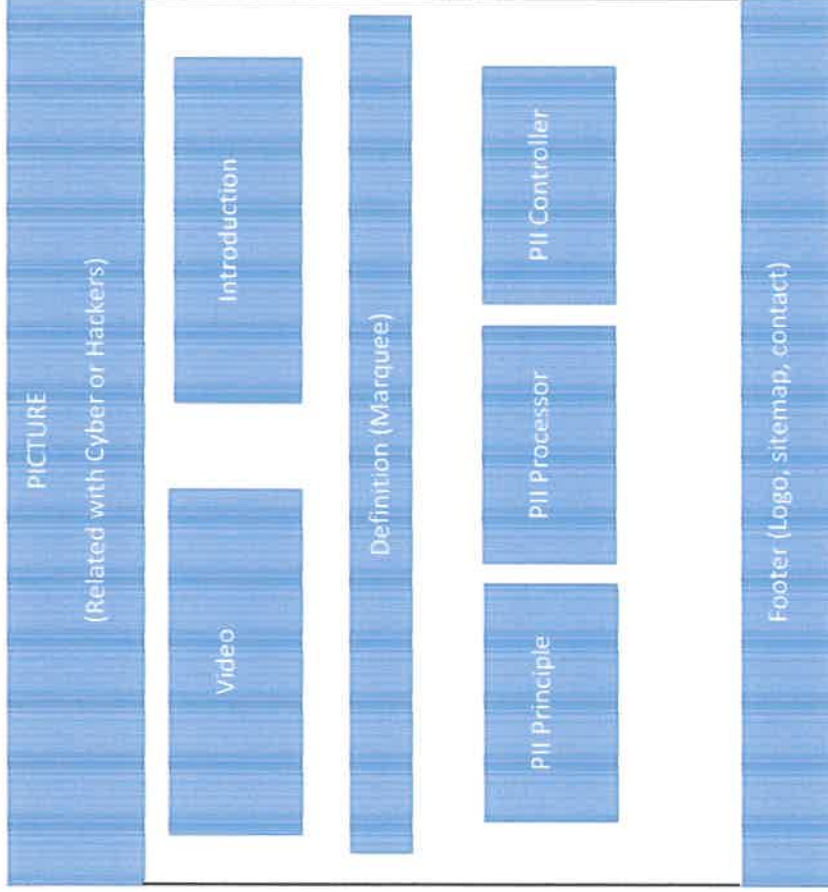 PICTURE
(Related with Cyber or Hackers)
Video
Introduction
Definition (Marquee)
PII Principle
PII Processor
PII Controller
Footer (Logo, sitemap, contact)